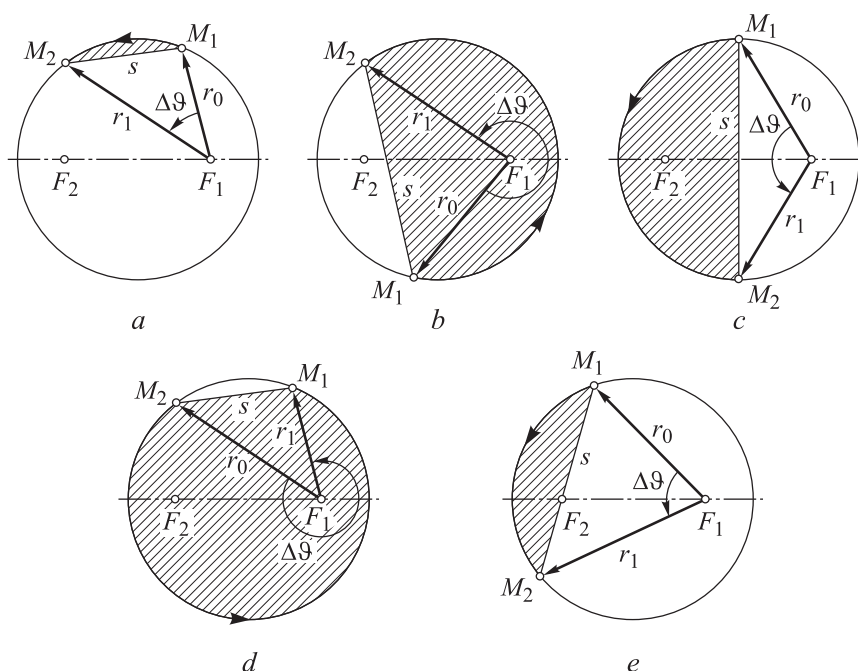 M₂ M₁ s Δϑ r₀ r₁ F₂ F₁
a
M₂ Δϑ r₁ F₂ F₁ s r₀ M₁
b
M₁ r₀ s Δϑ F₂ F₁ r₁ M₂
c
M₂ M₁ s r₁ r₀ F₂ F₁ Δϑ
d
M₁ r₀ s Δϑ F₂ F₁ M₂ r₁
e